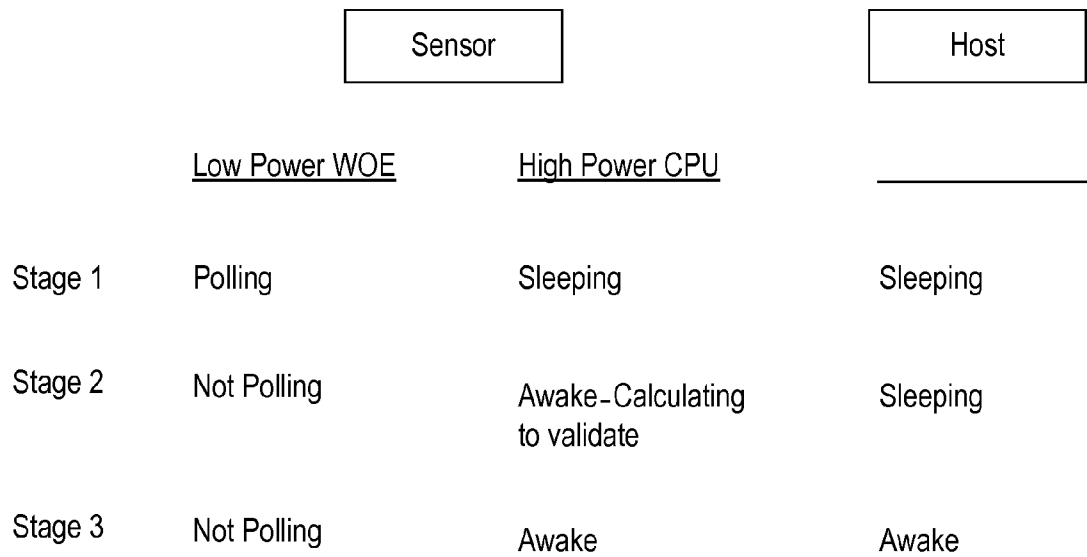 Sensor Host
Low Power WOE High Power CPU
Stage 1 Polling Sleeping Sleeping
Stage 2 Not Polling Awake-Calculating Sleeping
to validate
Stage 3 Not Polling Awake Awake